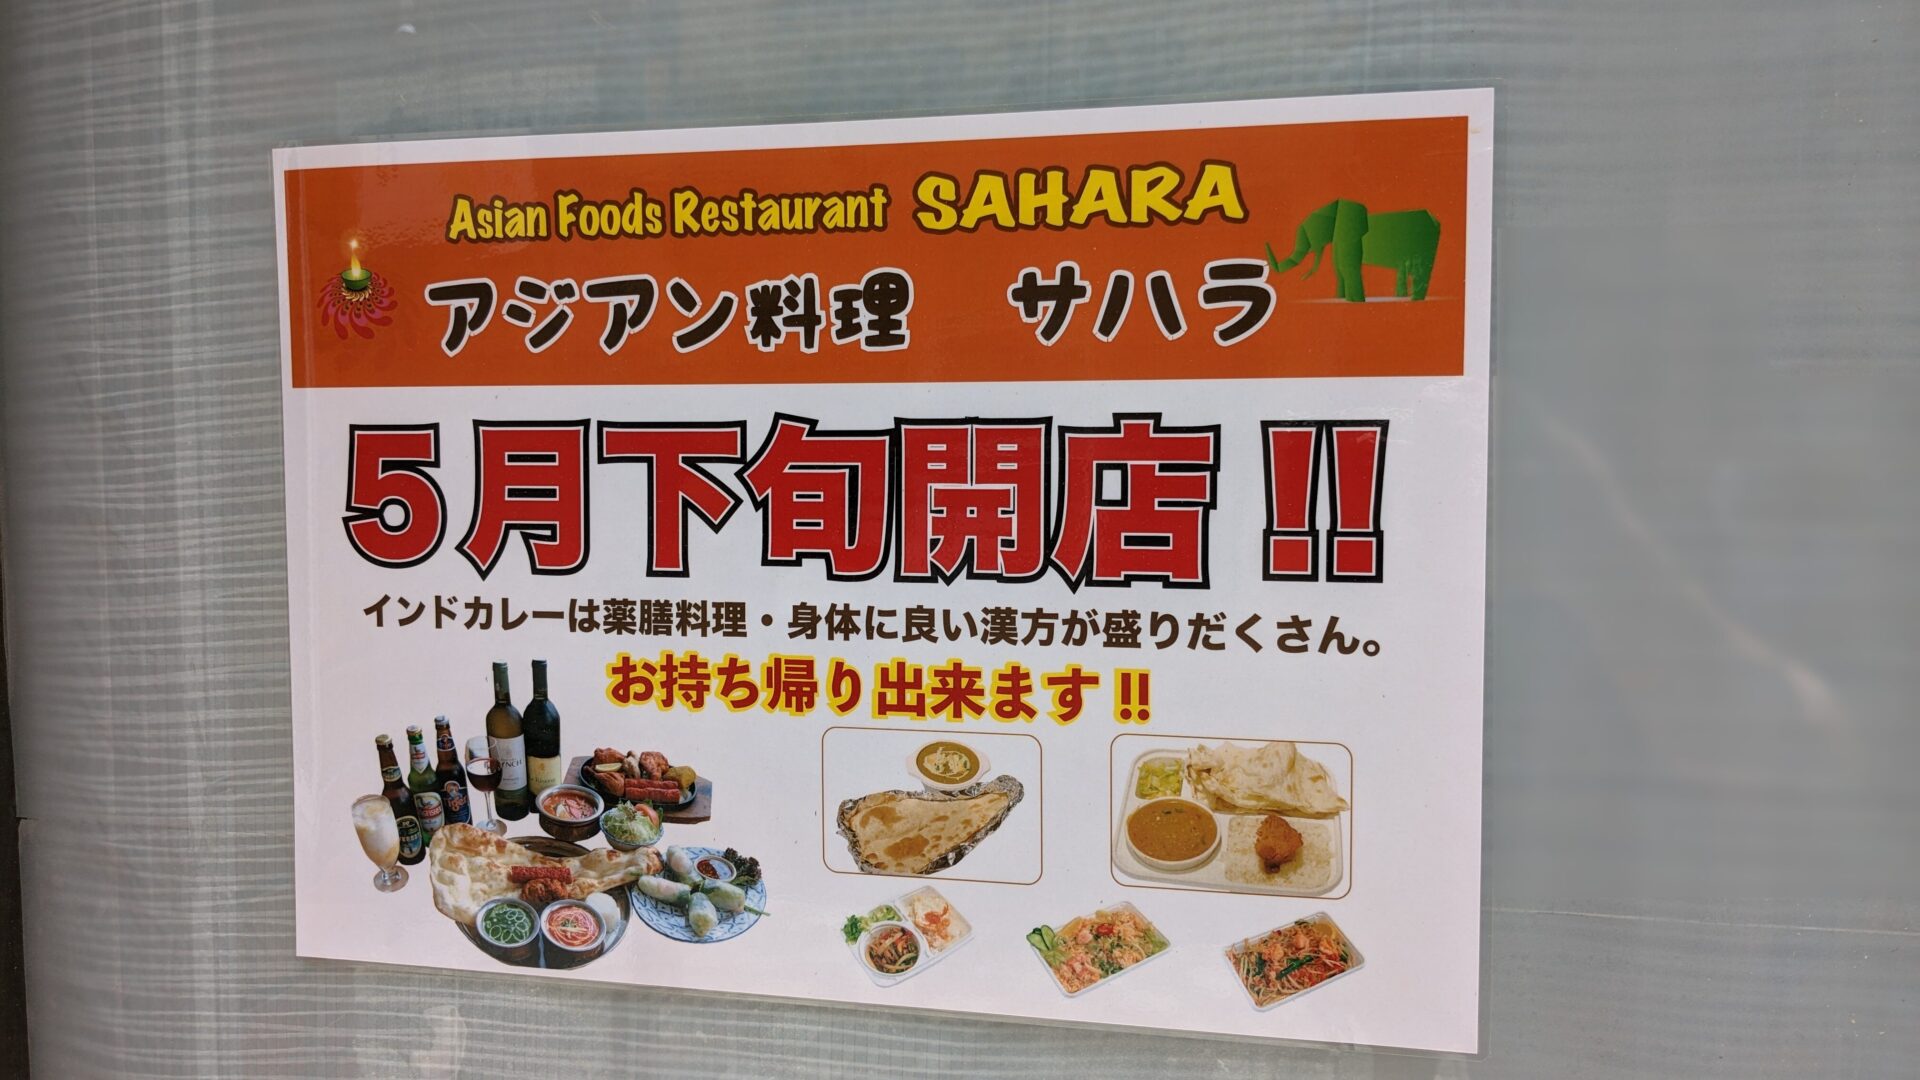 Asian Foods Restaurant SAHARA
アジアン料理 サハラ
5月下旬開店!!
インドカレーは薬膳料理・身体に良い漢方が盛りだくさん。
お持ち帰り出来ます!!